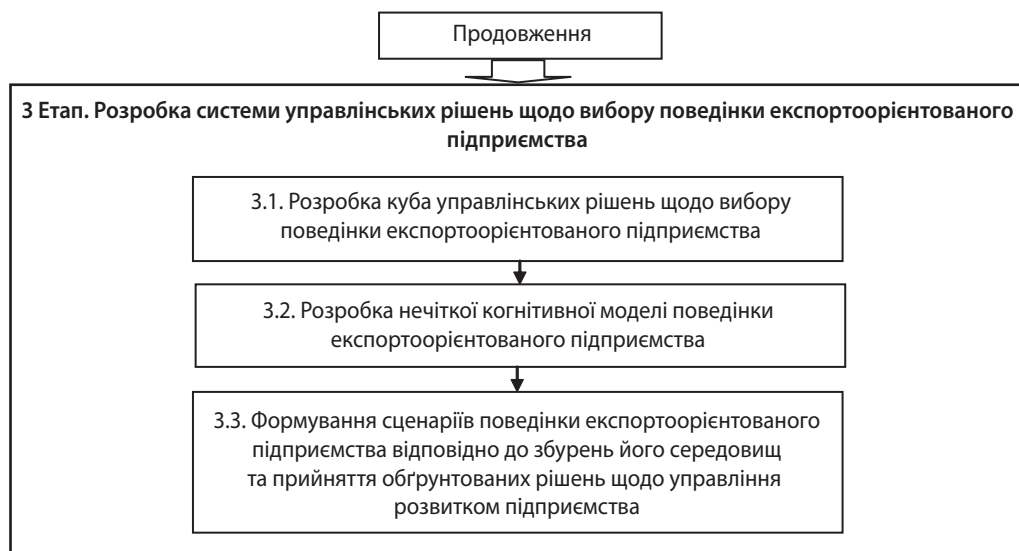 Продовження
3 Етап. Розробка системи управлінських рішень щодо вибору поведінки експортоорієнтованого
підприємства
3.1. Розробка куба управлінських рішень щодо вибору
поведінки експортоорієнтованого підприємства
3.2. Розробка нечіткої когнітивної моделі поведінки
експортоорієнтованого підприємства
3.3. Формування сценаріїв поведінки експортоорієнтованого
підприємства відповідно до збурень його середовищ
та прийняття обґрунтованих рішень щодо управління
розвитком підприємства